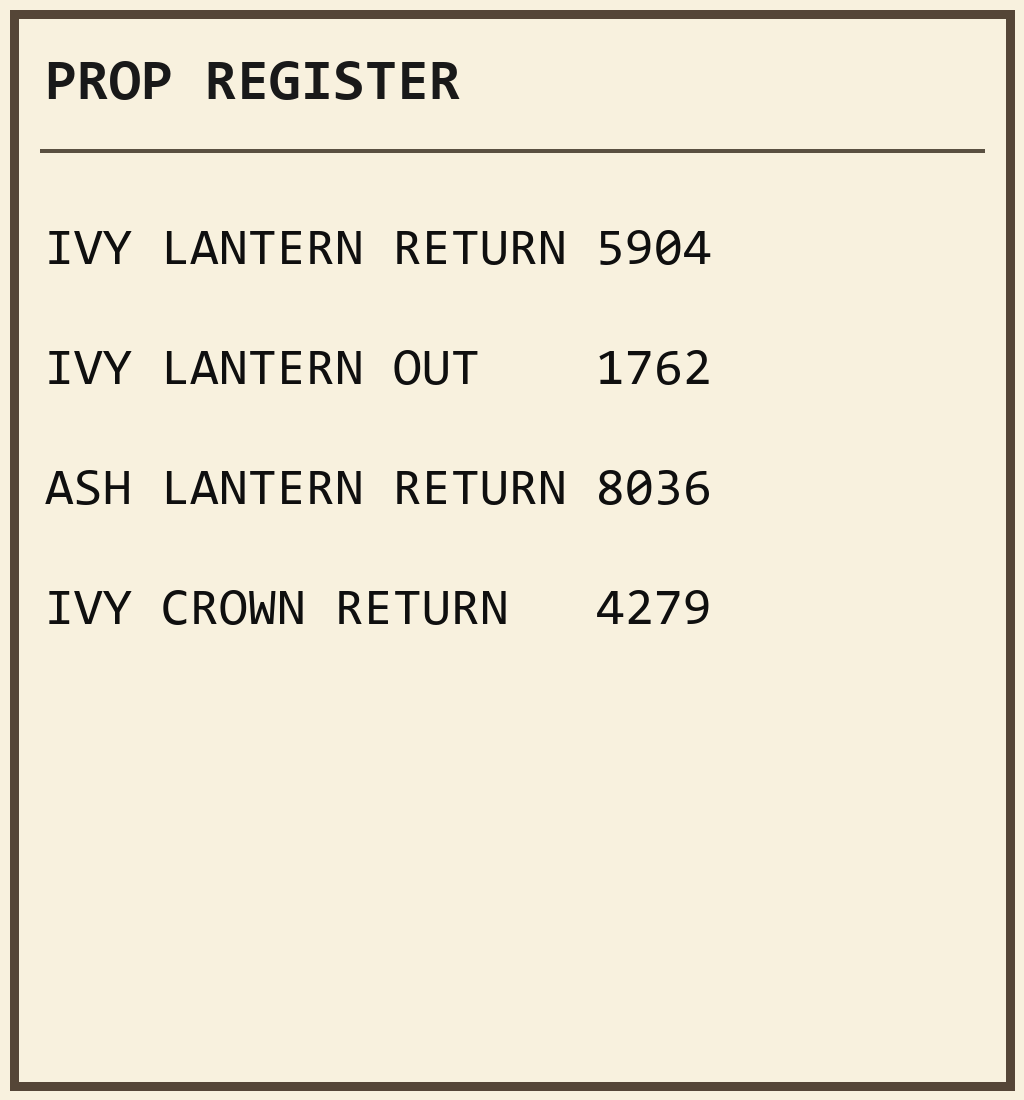 PROP REGISTER
IVY LANTERN RETURN 5904
IVY LANTERN OUT    1762
ASH LANTERN RETURN 8036
IVY CROWN RETURN   4279